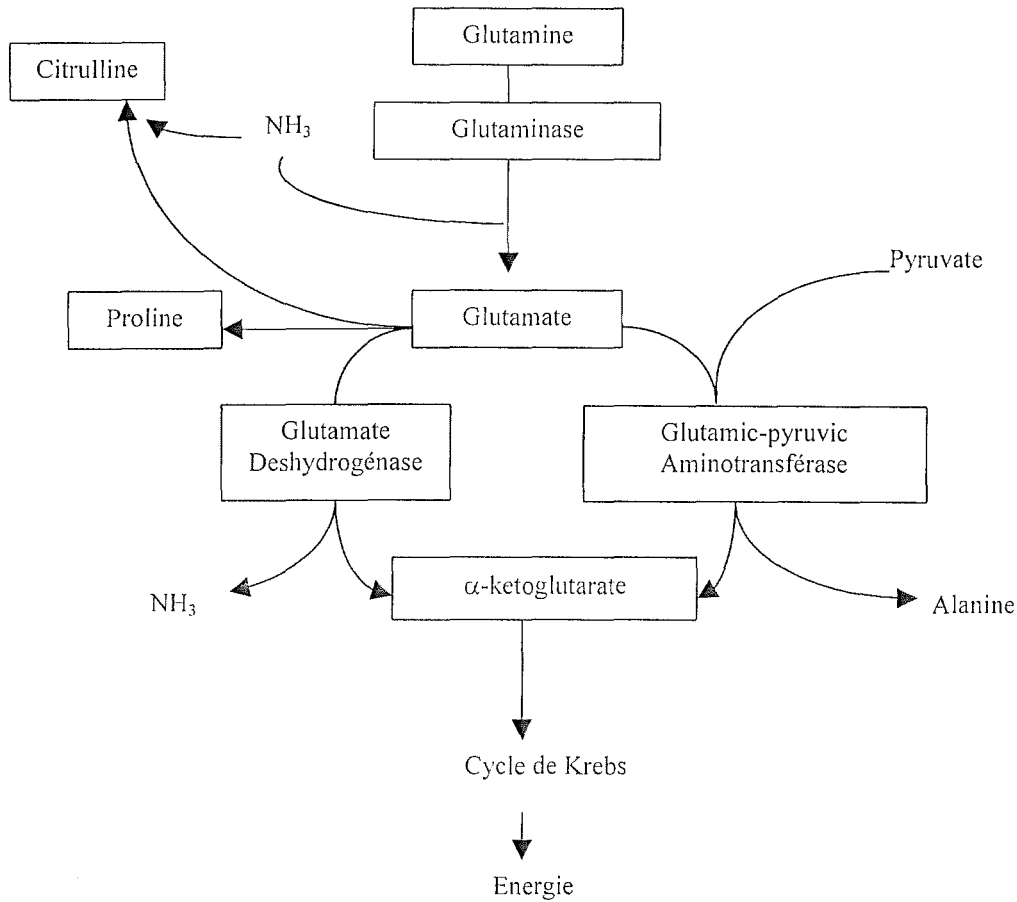 Glutamine
Citrulline
NH₃
Glutaminase
Pyruvate
Proline
Glutamate
Glutamate
Deshydrogénase
Glutamic-pyruvic
Aminotransférase
α-ketoglutarate
NH₃
Alanine
Cycle de Krebs
Energie